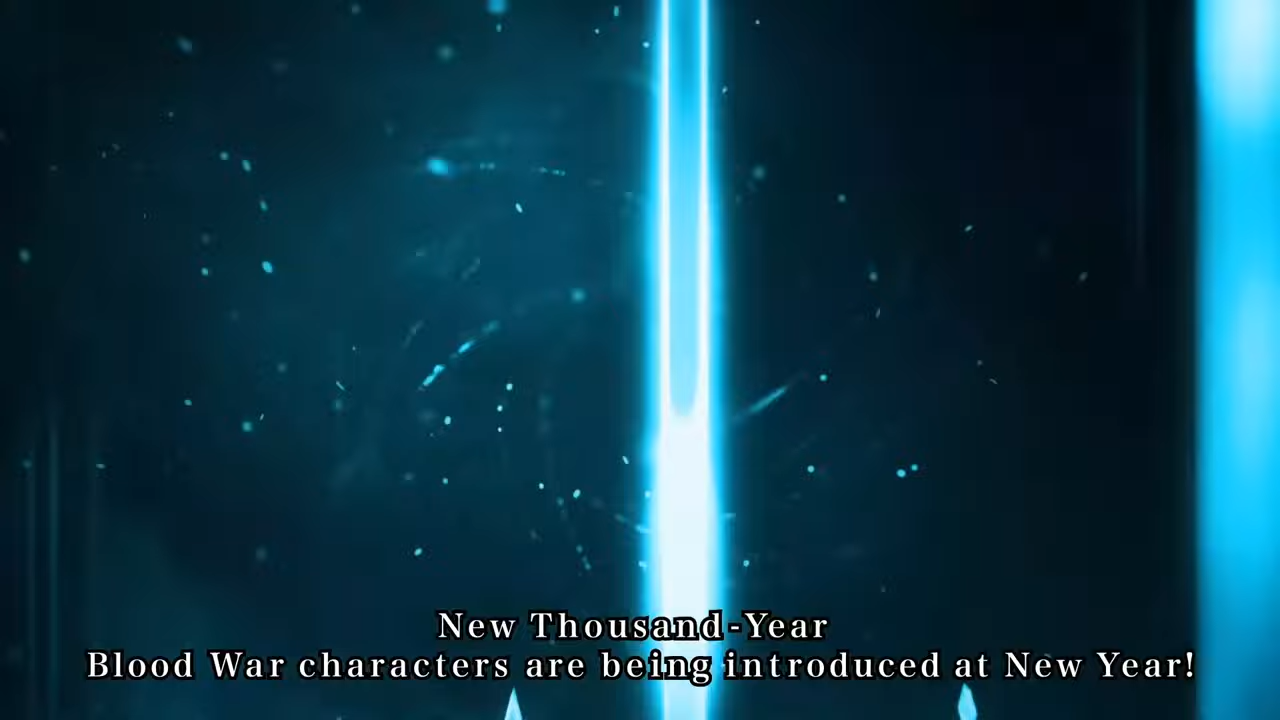 New Thousand-Year
Blood War characters are being introduced at New Year!